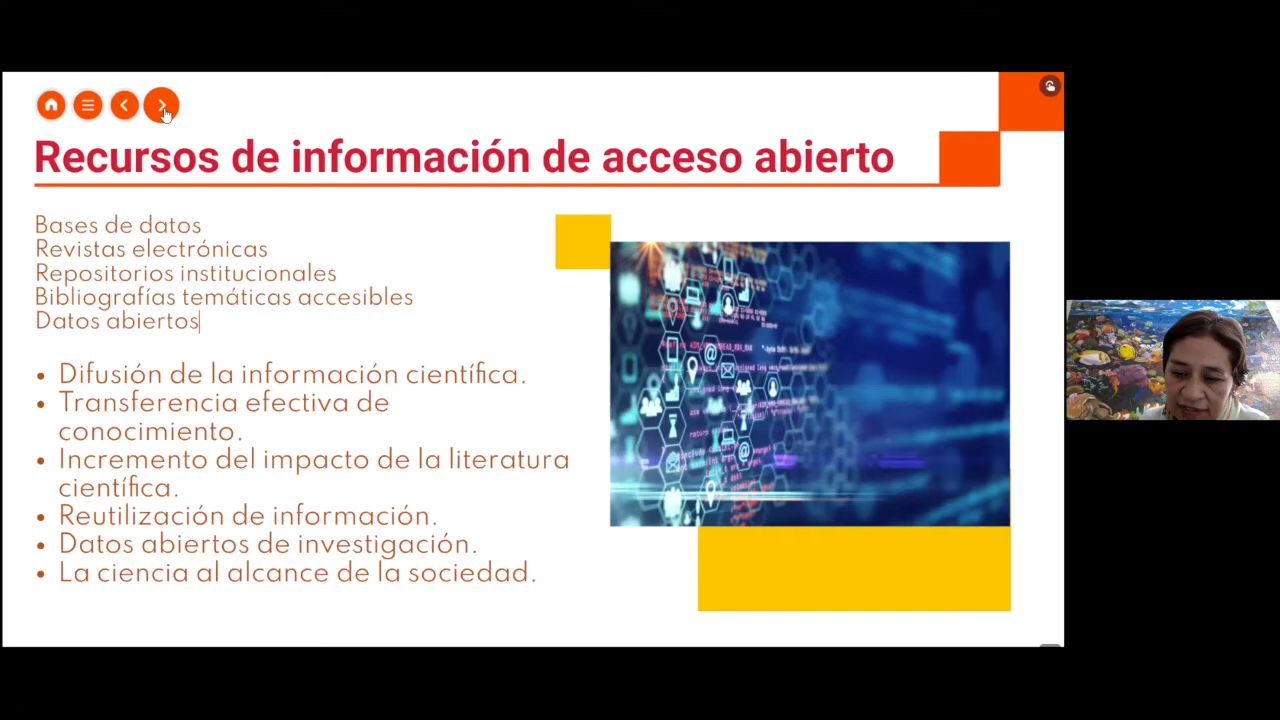 Recursos de información de acceso abierto
Bases de datos
Revistas electrónicas
Repositorios institucionales
Bibliografías temáticas accesibles
Datos abiertos
• Difusión de la información científica.
• Transferencia efectiva de
conocimiento.
• Incremento del impacto de la literatura
científica.
• Reutilización de información.
• Datos abiertos de investigación.
• La ciencia al alcance de la sociedad.